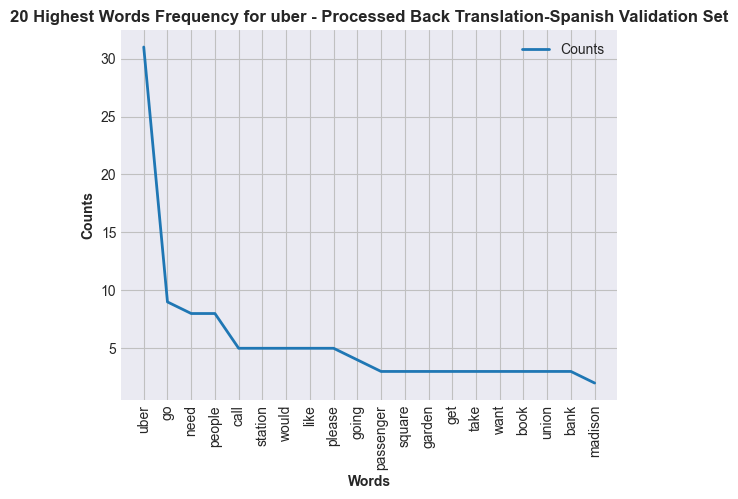 20 Highest Words Frequency for uber - Processed Back Translation-Spanish Validation Set
Counts
30
25
20
15
10
5
Counts
uber
go
need
people
call
station
would
like
please
going
passenger
square
garden
get
take
want
book
union
bank
madison
Words